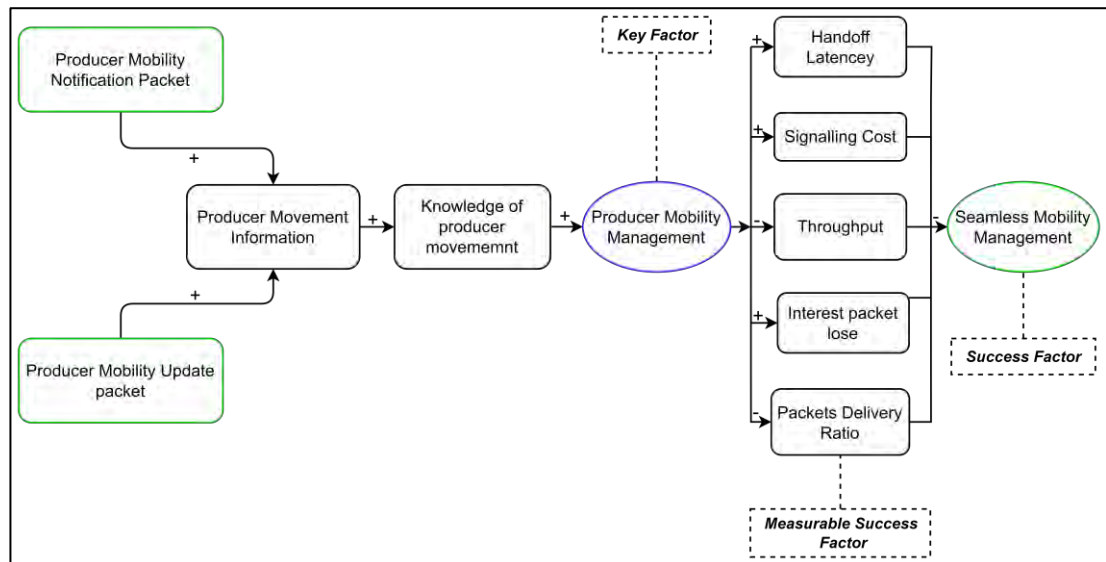 Producer Mobility
Notification Packet
+
Producer Movement
Information
+
Producer Mobility Update
packet
+
Knowledge of
producer
movememnt
+
Key Factor
Producer Mobility
Management
+
Handoff
Latencey
+
Signalling Cost
-
Throughput
+
Interest packet
lose
-
Packets Delivery
Ratio
Measurable Success
Factor
-
Seamless Mobility
Management
Success Factor